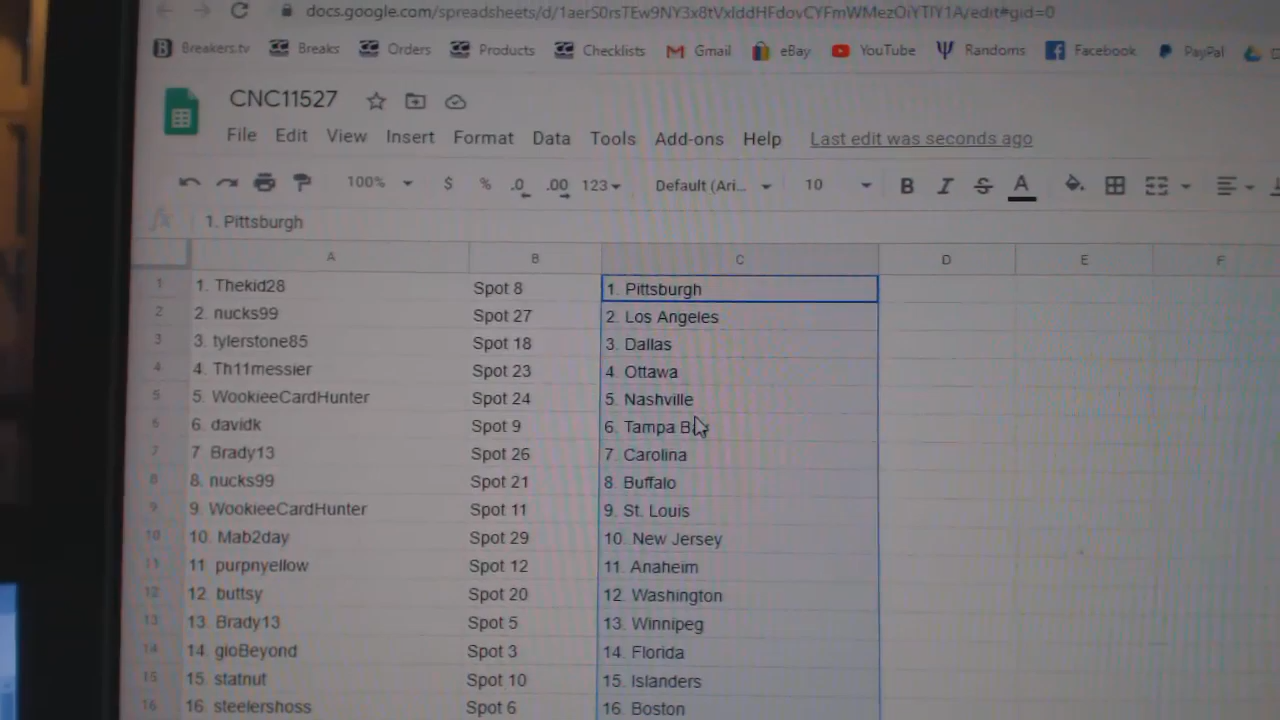 docs.google.com/spreadsheets/d/1aerS0rsTEw9NY3x8tVxlddHFdovCYFmWMezOiYTlY1A/edit#gid=0
Breakers.tv Breaks Orders Products Checklists Gmail eBay YouTube Randoms Facebook PayPal
CNC11527
File Edit View Insert Format Data Tools Add-ons Help Last edit was seconds ago
100% $ % .0 .00 123 Default (Ari... 10 B I S A
fx 1. Pittsburgh
A B C D E F
1 1. Thekid28 Spot 8 1. Pittsburgh
2 2. nucks99 Spot 27 2. Los Angeles
3 3. tylerstone85 Spot 18 3. Dallas
4 4. Th11messier Spot 23 4. Ottawa
5 5. WookieeCardHunter Spot 24 5. Nashville
6 6. davidk Spot 9 6. Tampa
7 7. Brady13 Spot 26 7. Carolina
8 8. nucks99 Spot 21 8. Buffalo
9 9. WookieeCardHunter Spot 11 9. St. Louis
10 10. Mab2day Spot 29 10. New Jersey
11 11. purpnyellow Spot 12 11. Anaheim
12 12. buttsy Spot 20 12. Washington
13 13. Brady13 Spot 5 13. Winnipeg
14 14. gioBeyond Spot 3 14. Florida
15 15. statnut Spot 10 15. Islanders
16 16. steelershoss Spot 6 16. Boston